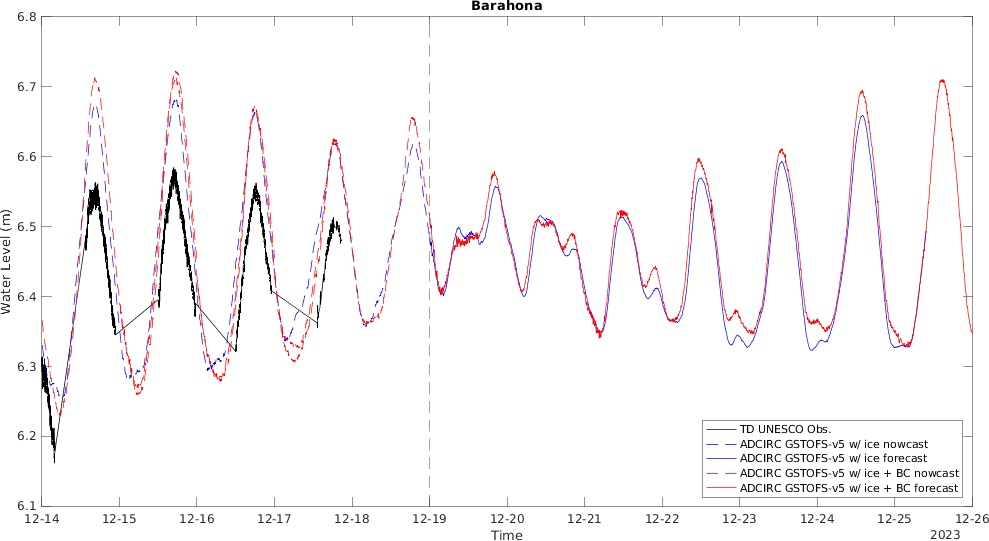 Barahona
Water Level (m)
6.8
6.7
6.6
6.5
6.4
6.3
6.2
6.1
TD UNESCO Obs.
ADCIRC GSTOFS-v5 w/ ice nowcast
ADCIRC GSTOFS-v5 w/ ice forecast
ADCIRC GSTOFS-v5 w/ ice + BC nowcast
ADCIRC GSTOFS-v5 w/ ice + BC forecast
12-14 12-15 12-16 12-17 12-18 12-19 12-20 12-21 12-22 12-23 12-24 12-25 12-26
Time
2023